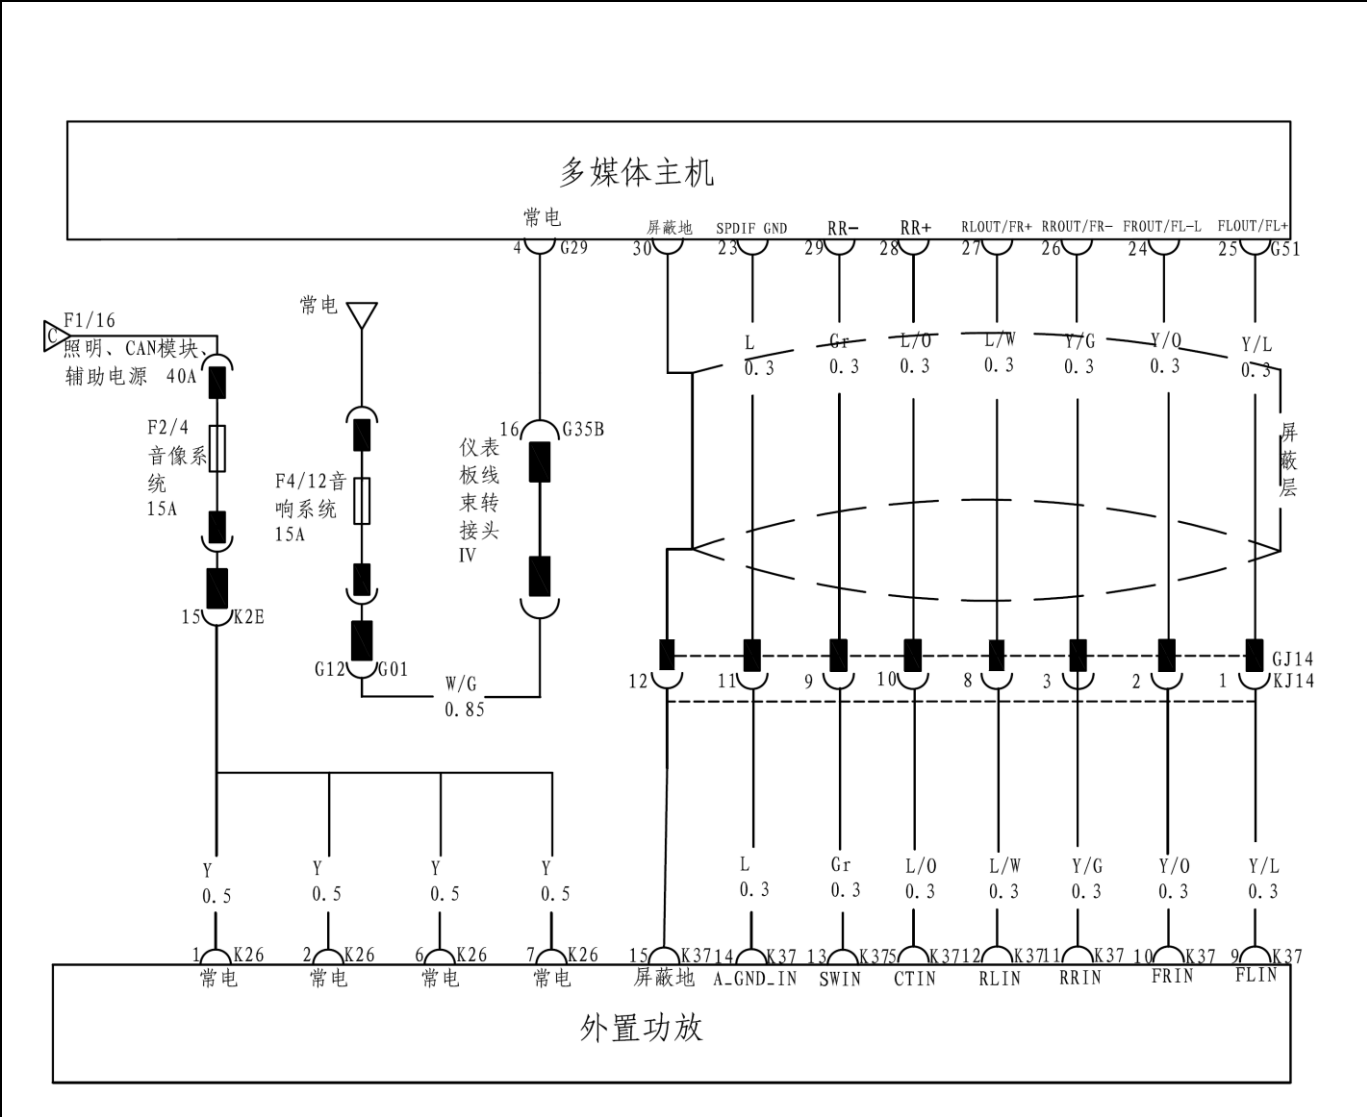 多媒体主机
常电
屏蔽地
SPDIF GND
RR-
RR+
RLOUT/FR+
RROUT/FR-
FROUT/FL-L
FLOUT/FL+
4
G29
30
23
29
28
27
26
24
25
G51
C
F1/16
照明、CAN模块、
辅助电源 40A
常电
L
0.3
Gr
0.3
L/O
0.3
L/W
0.3
Y/G
0.3
Y/O
0.3
Y/L
0.3
F2/4
音像系
统
15A
F4/12音
响系统
15A
16
G35B
仪表
板线
束转
接头
IV
屏
蔽
层
15
K2E
G12
G01
W/G
0.85
GJ14
12
11
9
10
8
3
2
1
KJ14
Y
0.5
Y
0.5
Y
0.5
Y
0.5
L
0.3
Gr
0.3
L/O
0.3
L/W
0.3
Y/G
0.3
Y/O
0.3
Y/L
0.3
1
K26
2
K26
6
K26
7
K26
15
K37
14
K37
13
K37
5
K37
12
K37
11
K37
10
K37
9
K37
常电
常电
常电
常电
屏蔽地
A_GND_IN
SWIN
CTIN
RLIN
RRIN
FRIN
FLIN
外置功放